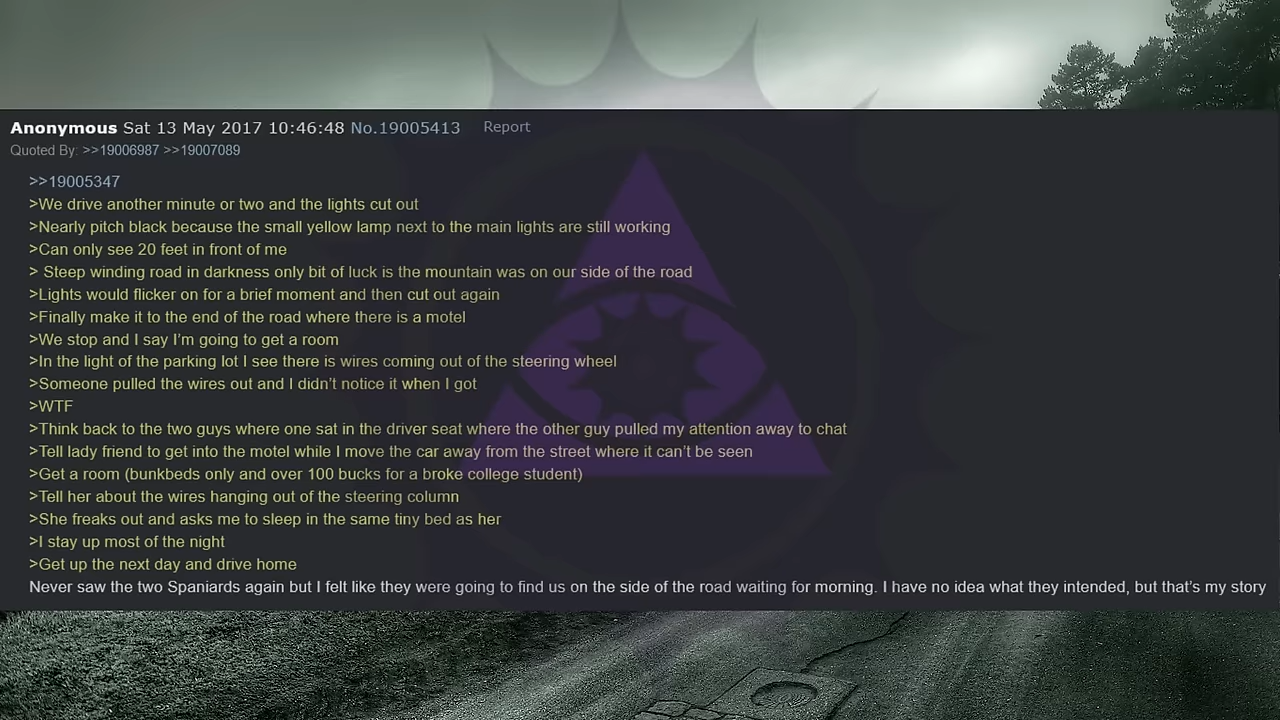 Anonymous Sat 13 May 2017 10:46:48 No.19005413 Report
Quoted By: >>19006987 >>19007089
>>19005347
>We drive another minute or two and the lights cut out
>Nearly pitch black because the small yellow lamp next to the main lights are still working
>Can only see 20 feet in front of me
> Steep winding road in darkness only bit of luck is the mountain was on our side of the road
>Lights would flicker on for a brief moment and then cut out again
>Finally make it to the end of the road where there is a motel
>We stop and I say I’m going to get a room
>In the light of the parking lot I see there is wires coming out of the steering wheel
>Someone pulled the wires out and I didn’t notice it when I got
>WTF
>Think back to the two guys where one sat in the driver seat where the other guy pulled my attention away to chat
>Tell lady friend to get into the motel while I move the car away from the street where it can’t be seen
>Get a room (bunkbeds only and over 100 bucks for a broke college student)
>Tell her about the wires hanging out of the steering column
>She freaks out and asks me to sleep in the same tiny bed as her
>I stay up most of the night
>Get up the next day and drive home
Never saw the two Spaniards again but I felt like they were going to find us on the side of the road waiting for morning. I have no idea what they intended, but that’s my story